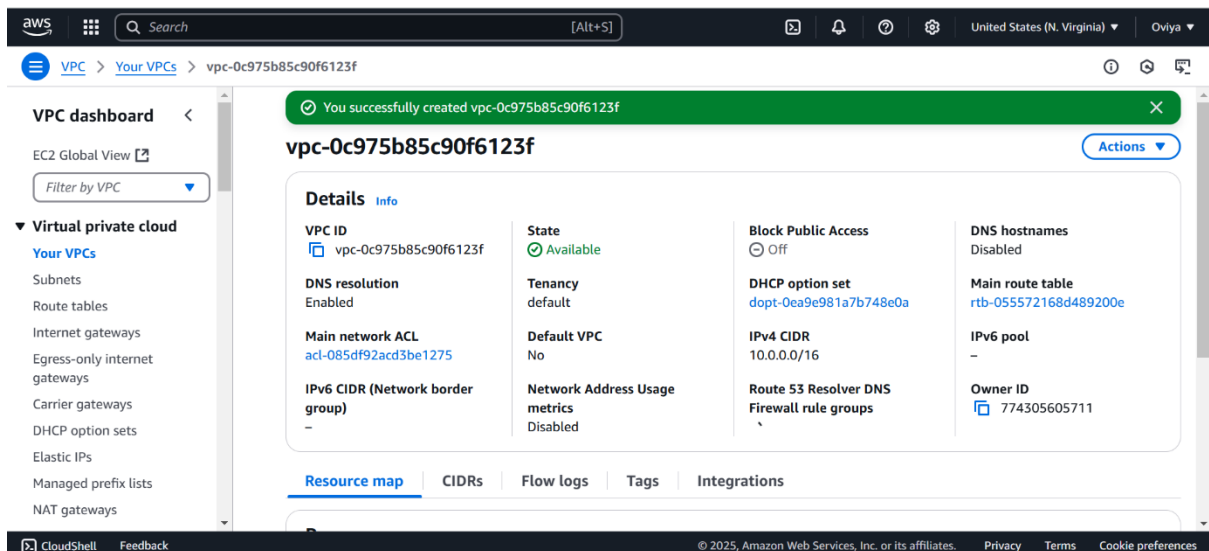 aws
Search
[Alt+S]
United States (N. Virginia) ▼
Oviya ▼
VPC > Your VPCs > vpc-0c975b85c90f6123f
VPC dashboard
EC2 Global View
Filter by VPC
Virtual private cloud
Your VPCs
Subnets
Route tables
Internet gateways
Egress-only internet
gateways
Carrier gateways
DHCP option sets
Elastic IPs
Managed prefix lists
NAT gateways
You successfully created vpc-0c975b85c90f6123f
vpc-0c975b85c90f6123f
Actions ▼
Details Info
VPC ID
vpc-0c975b85c90f6123f
State
Available
Block Public Access
Off
DNS hostnames
Disabled
DNS resolution
Enabled
Tenancy
default
DHCP option set
dopt-0ea9e981a7b748e0a
Main route table
rtb-055572168d489200e
Main network ACL
acl-085df92acd3be1275
Default VPC
No
IPv4 CIDR
10.0.0.0/16
IPv6 pool
–
IPv6 CIDR (Network border
group)
–
Network Address Usage
metrics
Disabled
Route 53 Resolver DNS
Firewall rule groups
Owner ID
774305605711
Resource map
CIDRs
Flow logs
Tags
Integrations
CloudShell
Feedback
© 2025, Amazon Web Services, Inc. or its affiliates.
Privacy
Terms
Cookie preferences